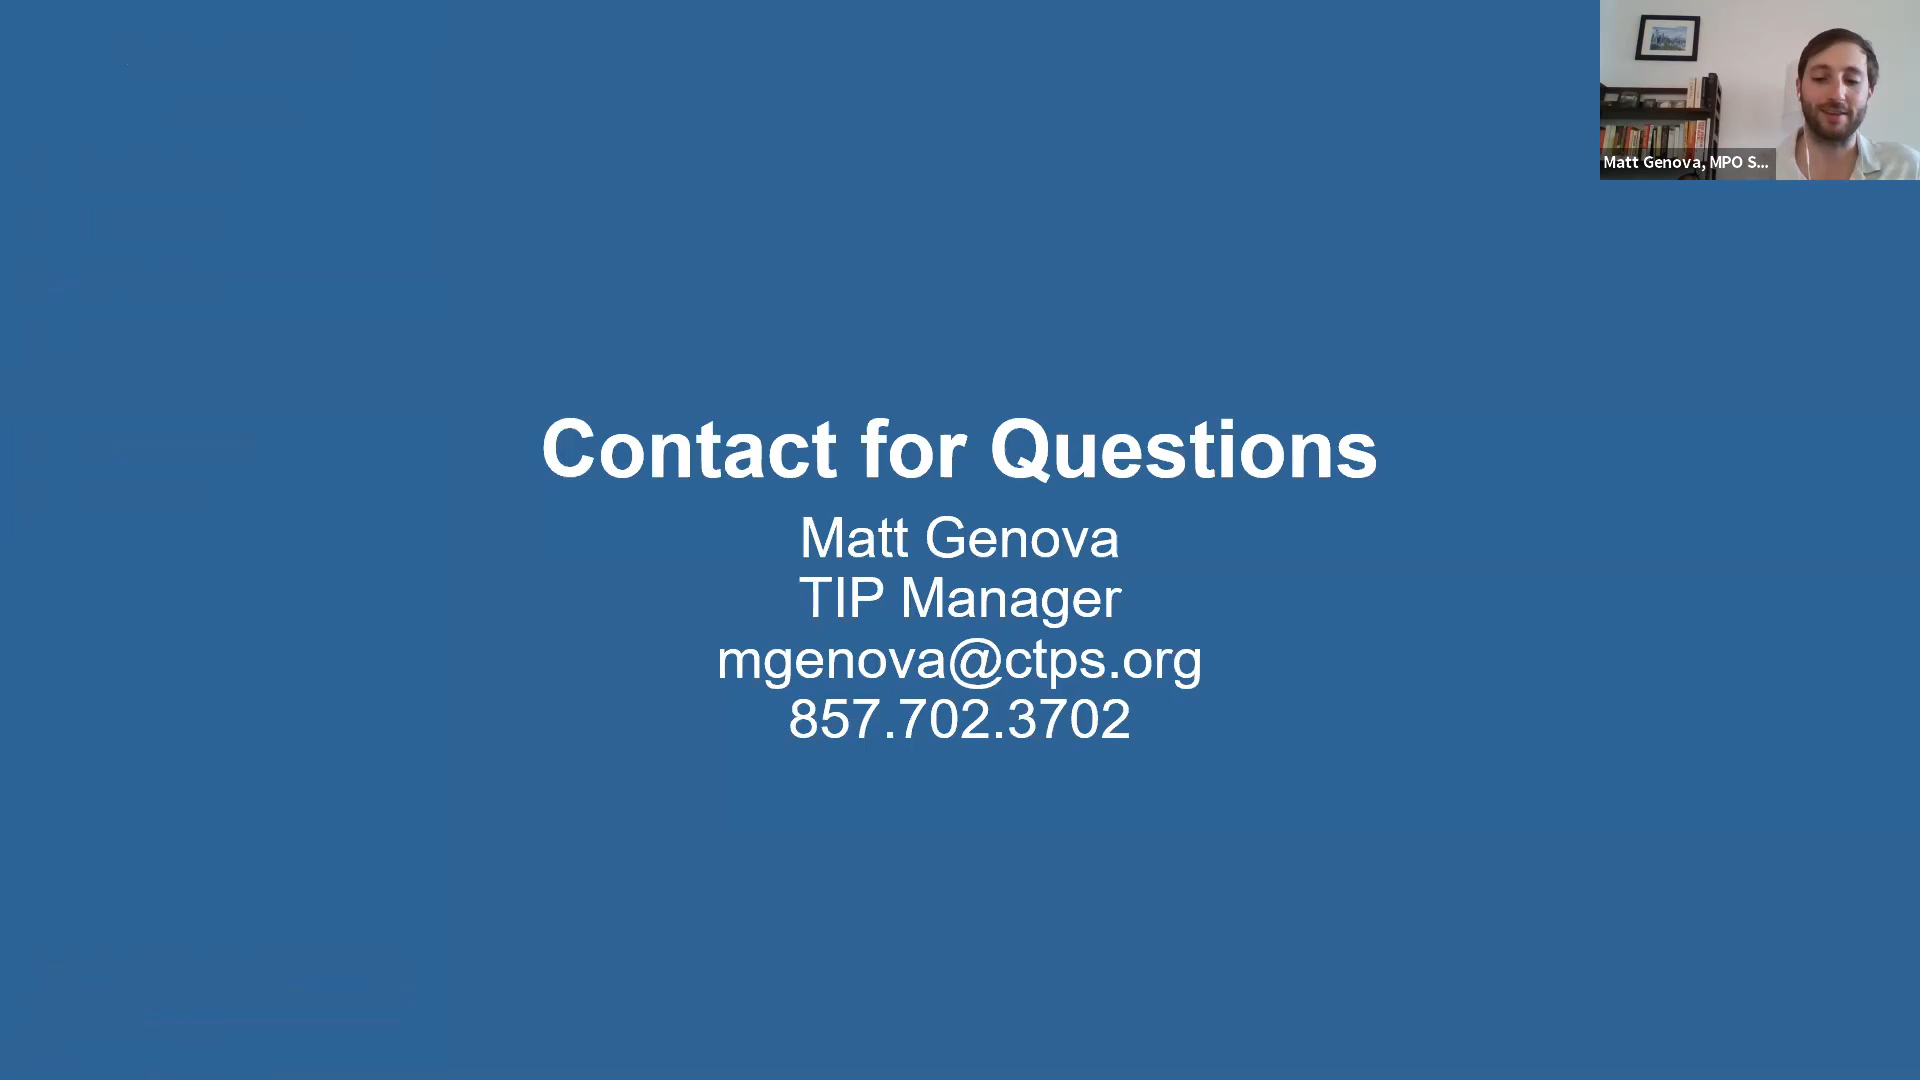 Matt Genova, MPO S...
Contact for Questions
Matt Genova
TIP Manager
mgenova@ctps.org
857.702.3702